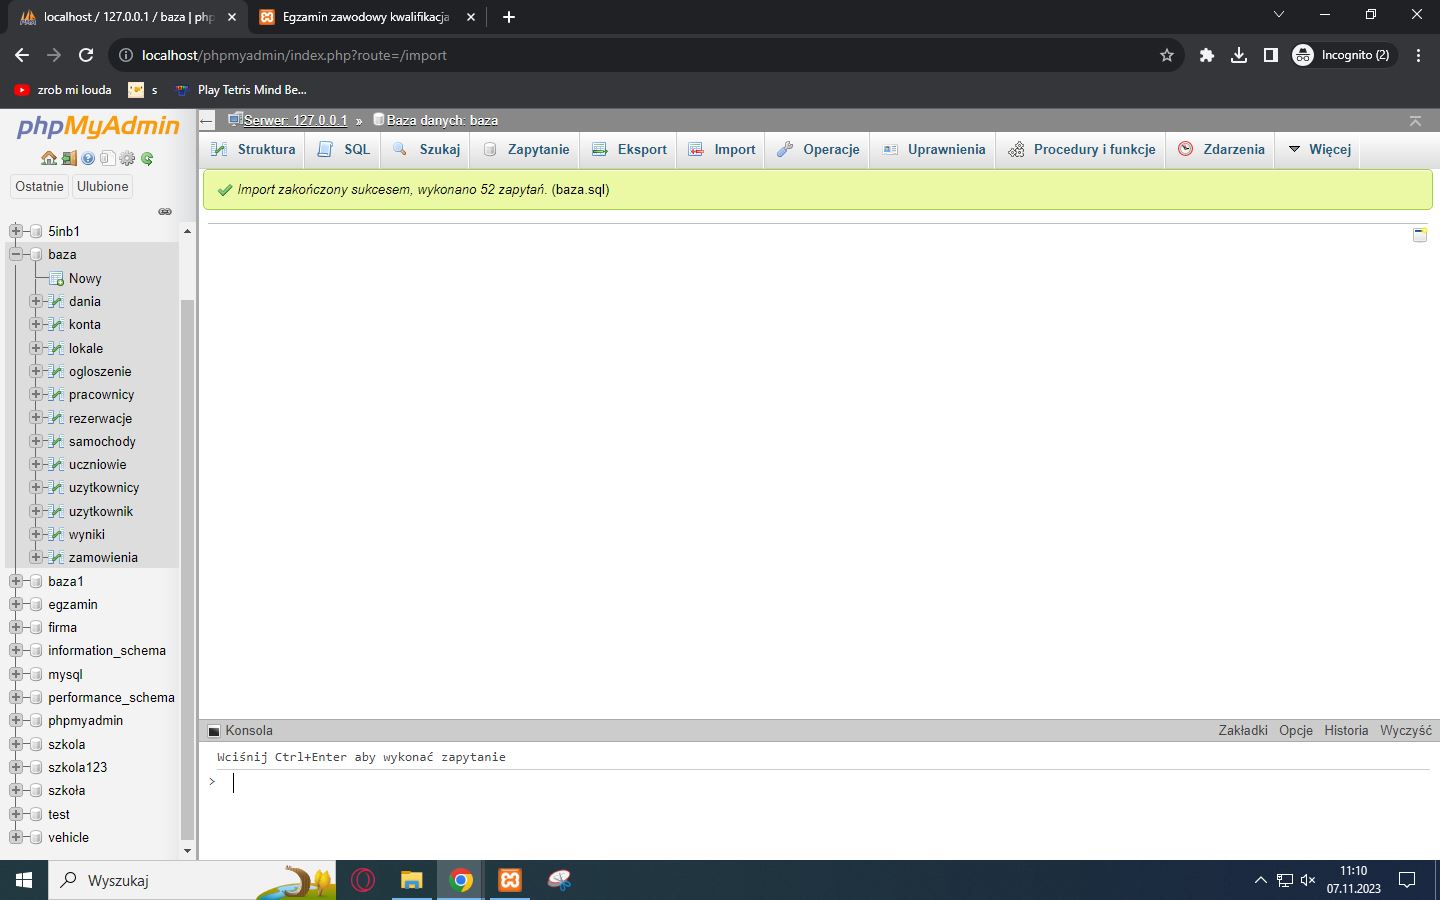 localhost / 127.0.0.1 / baza | php
Egzamin zawodowy kwalifikacja
localhost/phpmyadmin/index.php?route=/import
Incognito (2)
zrob mi louda
s
Play Tetris Mind Be...
phpMyAdmin
Ostatnie
Ulubione
5inb1
baza
Nowy
dania
konta
lokale
ogloszenie
pracownicy
rezerwacje
samochody
uczniowie
uzytkownicy
uzytkownik
wyniki
zamowienia
baza1
egzamin
firma
information_schema
mysql
performance_schema
phpmyadmin
szkola
szkola123
szkoła
test
vehicle
Serwer: 127.0.0.1 » Baza danych: baza
Struktura
SQL
Szukaj
Zapytanie
Eksport
Import
Operacje
Uprawnienia
Procedury i funkcje
Zdarzenia
Więcej
Import zakończony sukcesem, wykonano 52 zapytań. (baza.sql)
Konsola
Zakładki
Opcje
Historia
Wyczyść
Wciśnij Ctrl+Enter aby wykonać zapytanie
>
Wyszukaj
11:10
07.11.2023